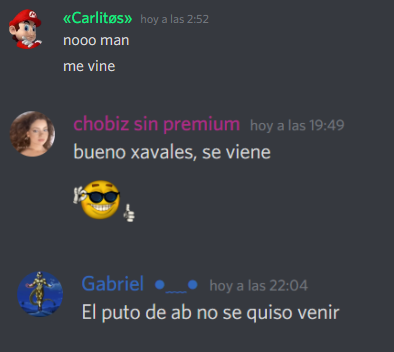 «Carlitøs» hoy a las 2:52
nooo man
me vine
chobiz sin premium hoy a las 19:49
bueno xavales, se viene
Gabriel ●__● hoy a las 22:04
El puto de ab no se quiso venir